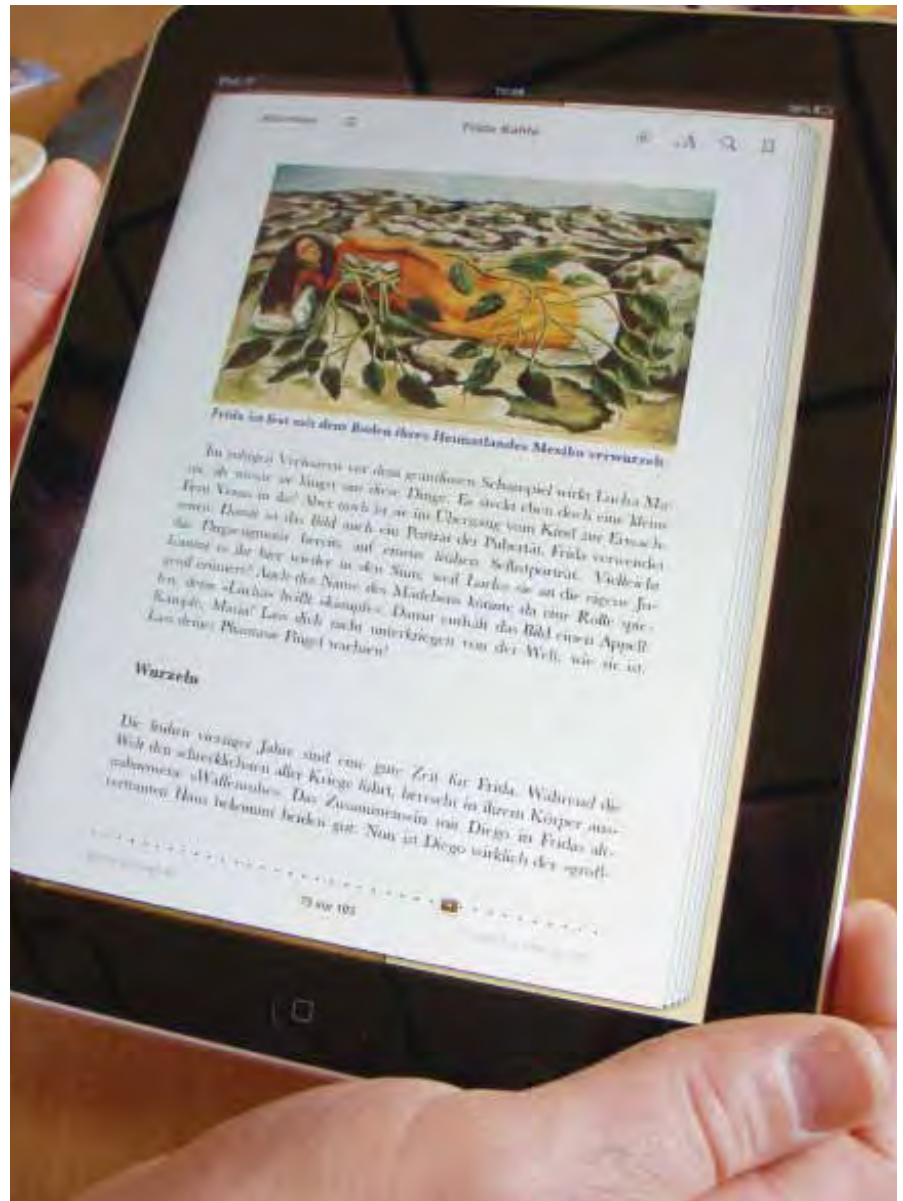 Frida Kahlo
Frida ist fest mit dem Boden ihres Heimatlandes Mexiko verwurzelt
Im ruhigen Verharren vor dem grandiosen Schauspiel wirkt Lucha Ma-
ria, als wüsste sie längst um diese Dinge. Es steckt eben doch eine kleine
Frau Venus in ihr! Aber noch ist sie im Übergang vom Kind zur Erwach-
senen. Damit ist das Bild auch ein Porträt der Pubertät. Frida verwendet
das Flugzeugmotiv bereits auf einem frühen Selbstporträt. Vielleicht
kommt es ihr hier wieder in den Sinn, weil Lucha sie an die eigene Ju-
gend erinnert? Auch der Name des Mädchens könnte da eine Rolle spie-
len, denn «Lucha» heißt «kämpfe». Damit enthält das Bild einen Appell:
Kämpfe, Maria! Lass dich nicht unterkriegen von der Welt, wie sie ist.
Lass deiner Phantasie Flügel wachsen!
Wurzeln
Die frühen vierziger Jahre sind eine gute Zeit für Frida. Während die
Welt den schrecklichsten aller Kriege führt, herrscht in ihrem Körper aus-
nahmsweise «Waffenruhe». Das Zusammensein mit Diego in Fridas alt-
vertrautem Haus bekommt beiden gut. Nun ist Diego wirklich der «groß-
73 von 103